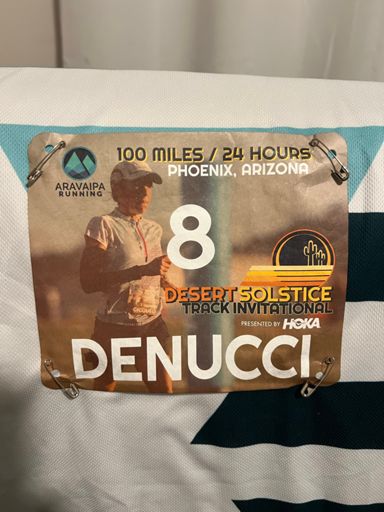 ARAVAIPA
RUNNING
100 MILES / 24 HOURS
PHOENIX, ARIZONA
8
DESERT SOLSTICE
TRACK INVITATIONAL
PRESENTED BY HOKA
DENUCCI